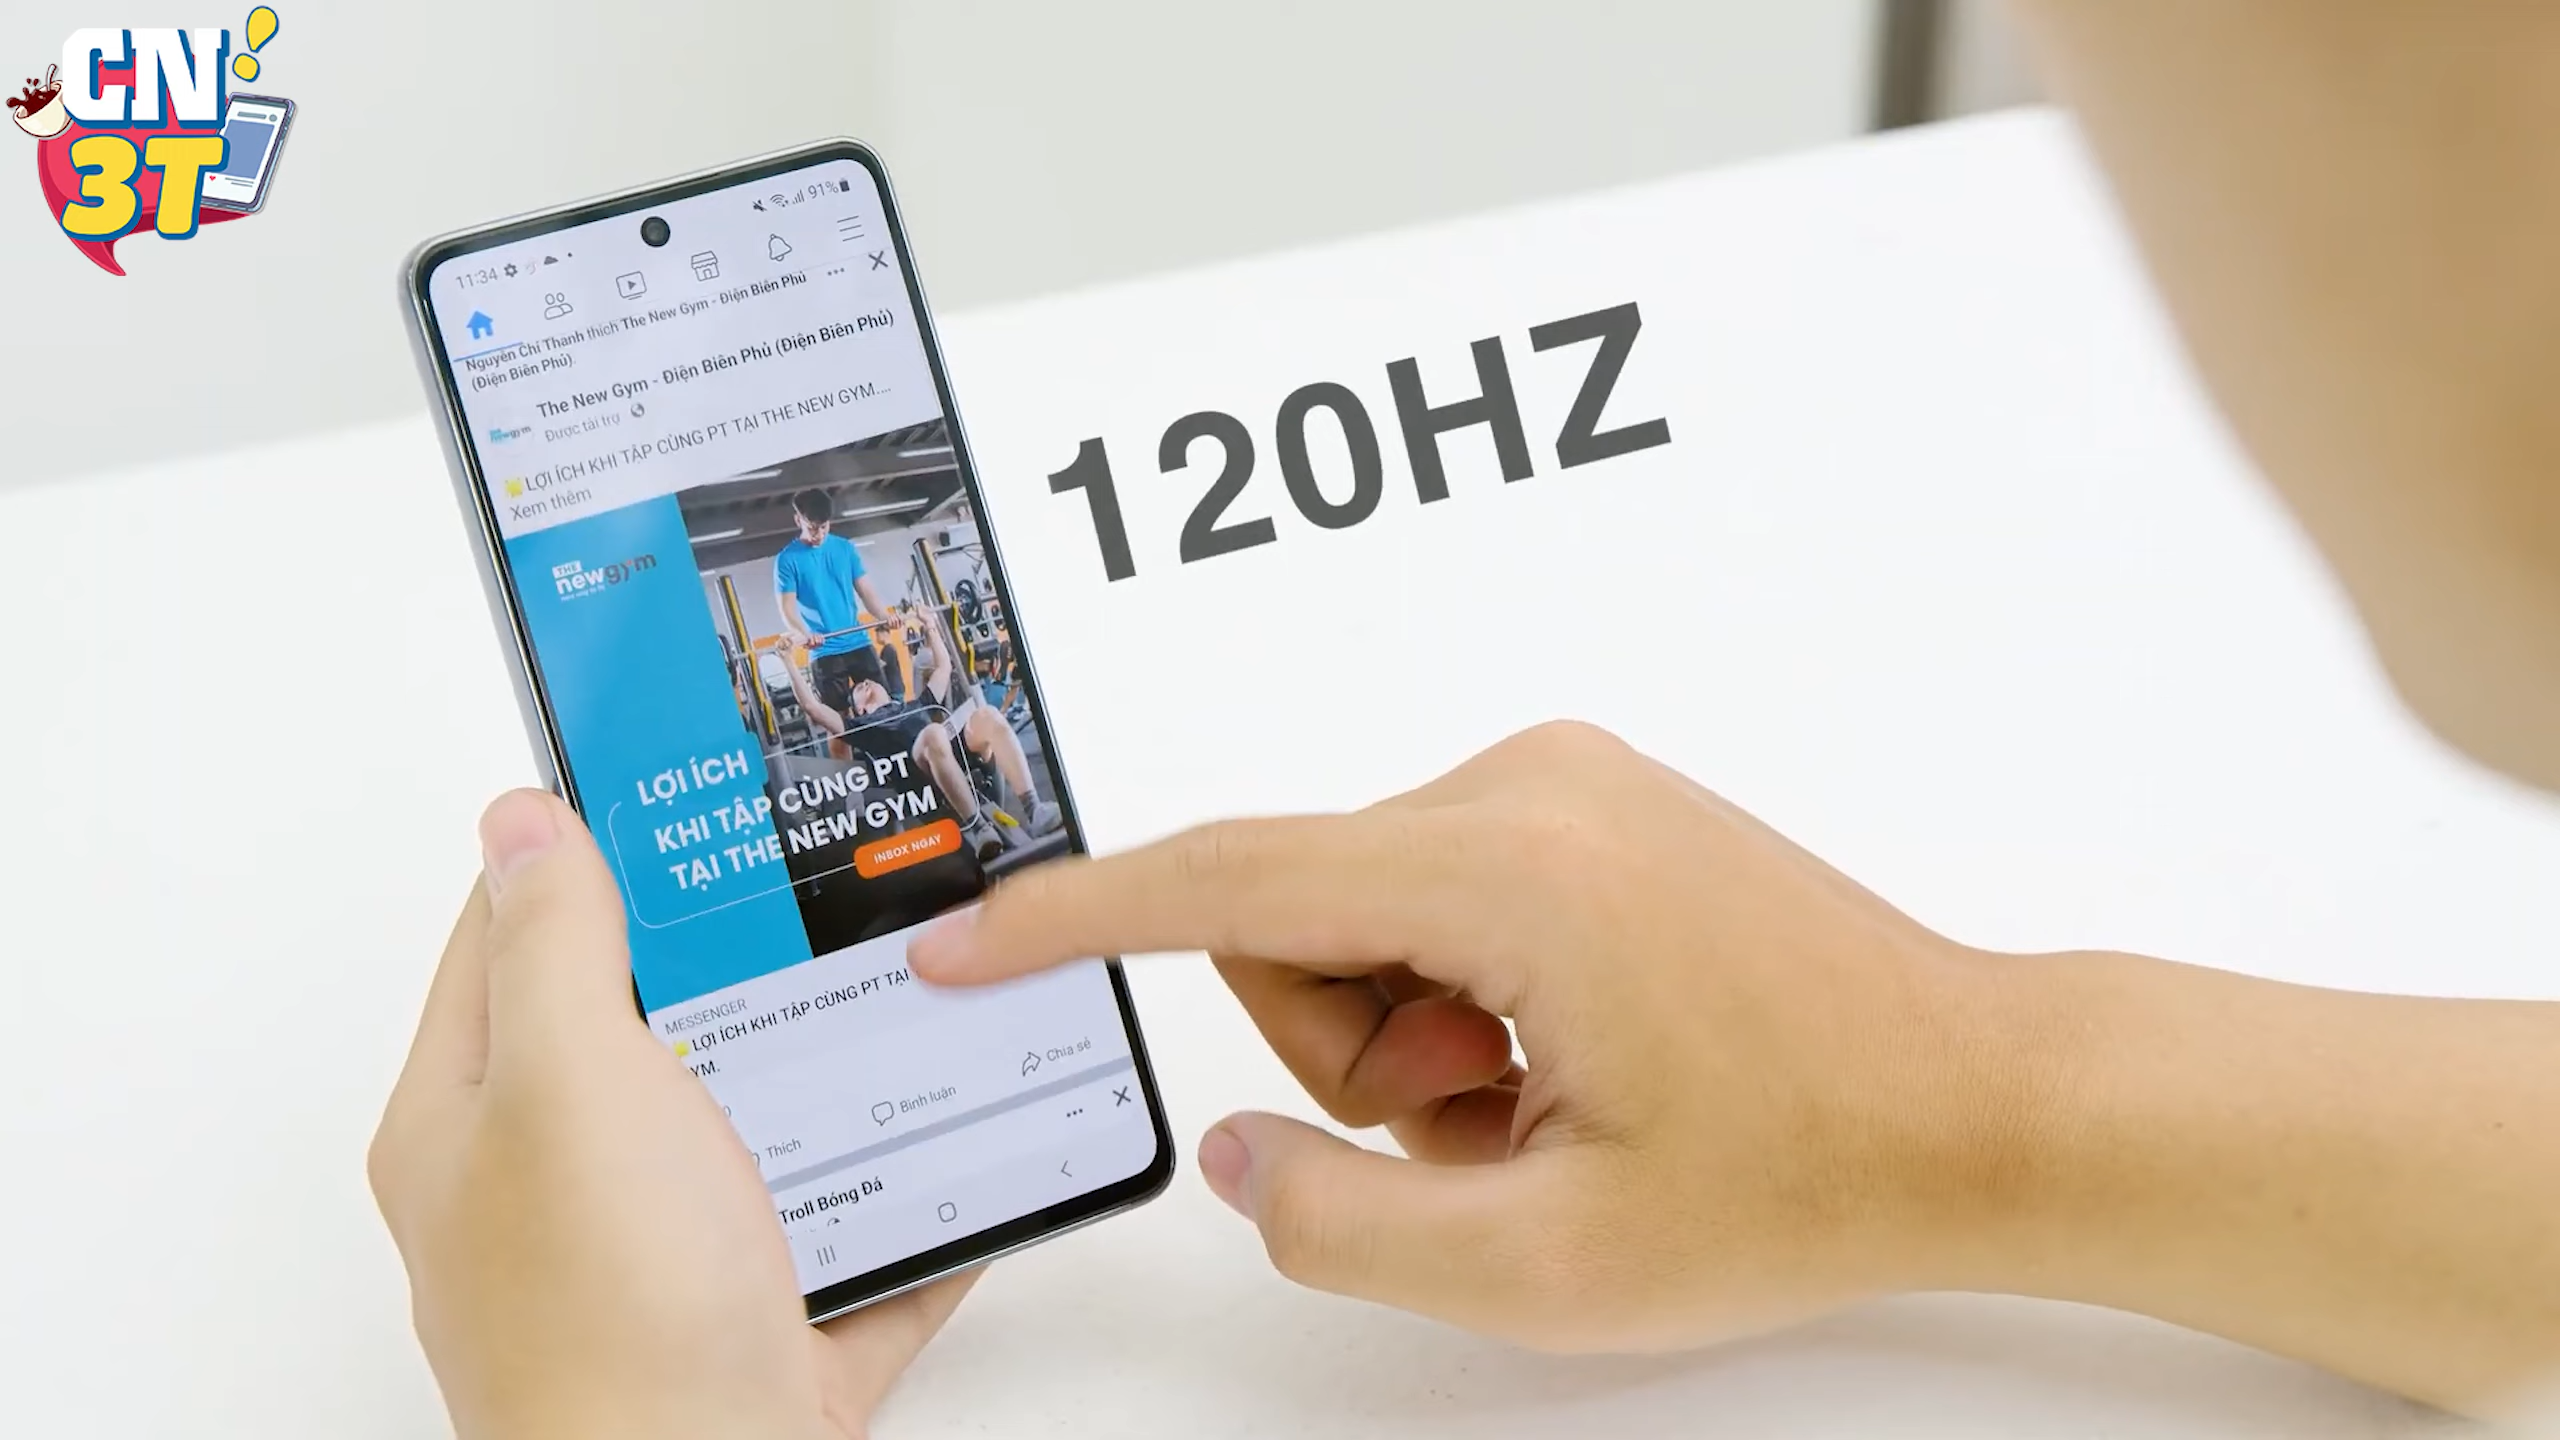 CN
3T
120HZ
11:34
91%
Nguyễn Chí Thanh thích The New Gym - Điện Biên Phủ
(Điện Biên Phủ).
The New Gym - Điện Biên Phủ (Điện Biên Phủ)
Được tài trợ
LỢI ÍCH KHI TẬP CÙNG PT TẠI THE NEW GYM....
Xem thêm
THE
newgym
LỢI ÍCH
KHI TẬP CÙNG PT
TẠI THE NEW GYM
INBOX NGAY
MESSENGER
LỢI ÍCH KHI TẬP CÙNG PT TẠI
YM.
Thích
Bình luận
Chia sẻ
Troll Bóng Đá